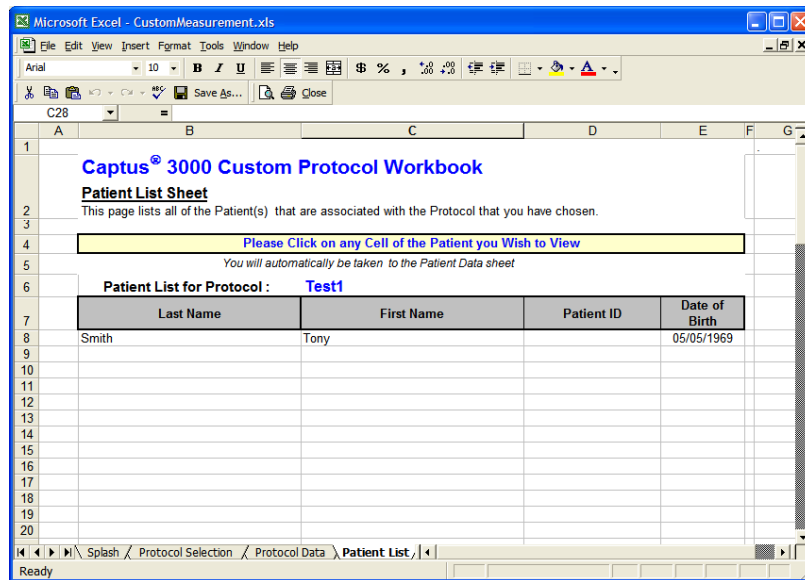 Microsoft Excel - CustomMeasurement.xls
File Edit View Insert Format Tools Window Help
Arial 10 B I U $ % , +.0 .00 .00 +.0 A
ABC Save As... Close
C28 =
A B C D E F G
1
Captus® 3000 Custom Protocol Workbook
Patient List Sheet
2 This page lists all of the Patient(s) that are associated with the Protocol that you have chosen.
3
4 Please Click on any Cell of the Patient you Wish to View
5 You will automatically be taken to the Patient Data sheet
6 Patient List for Protocol : Test1
7 Last Name First Name Patient ID Date of Birth
8 Smith Tony 05/05/1969
9
10
11
12
13
14
15
16
17
18
19
20
Splash / Protocol Selection / Protocol Data \ Patient List /
Ready